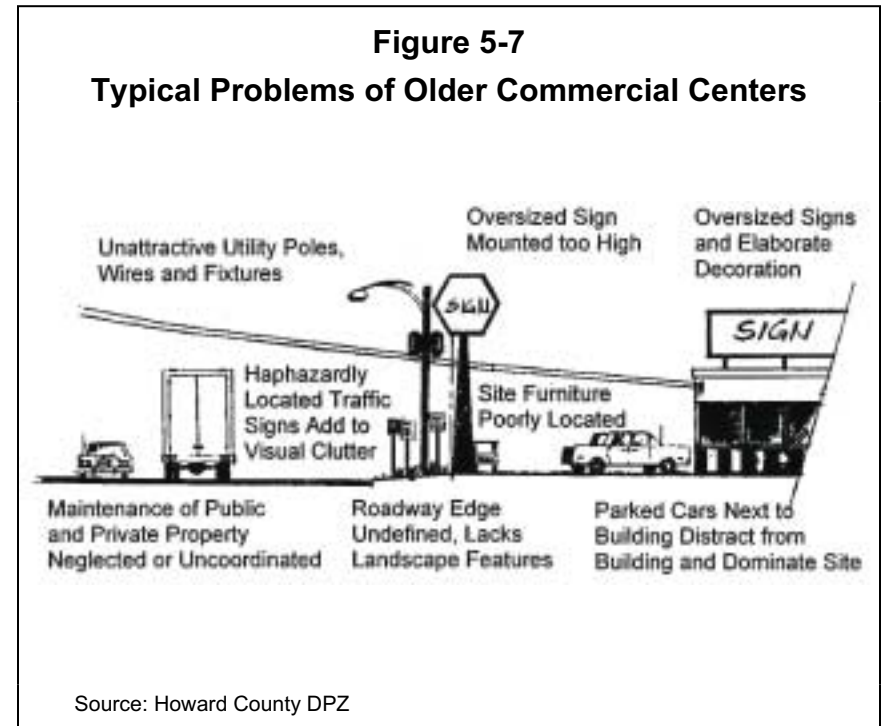 Figure 5-7
Typical Problems of Older Commercial Centers
Unattractive Utility Poles,
Wires and Fixtures
Oversized Sign
Mounted too High
Oversized Signs
and Elaborate
Decoration
SIGN
SIGN
Haphazardly
Located Traffic
Signs Add to
Visual Clutter
Site Furniture
Poorly Located
Maintenance of Public
and Private Property
Neglected or Uncoordinated
Roadway Edge
Undefined, Lacks
Landscape Features
Parked Cars Next to
Building Distract from
Building and Dominate Site
Source: Howard County DPZ